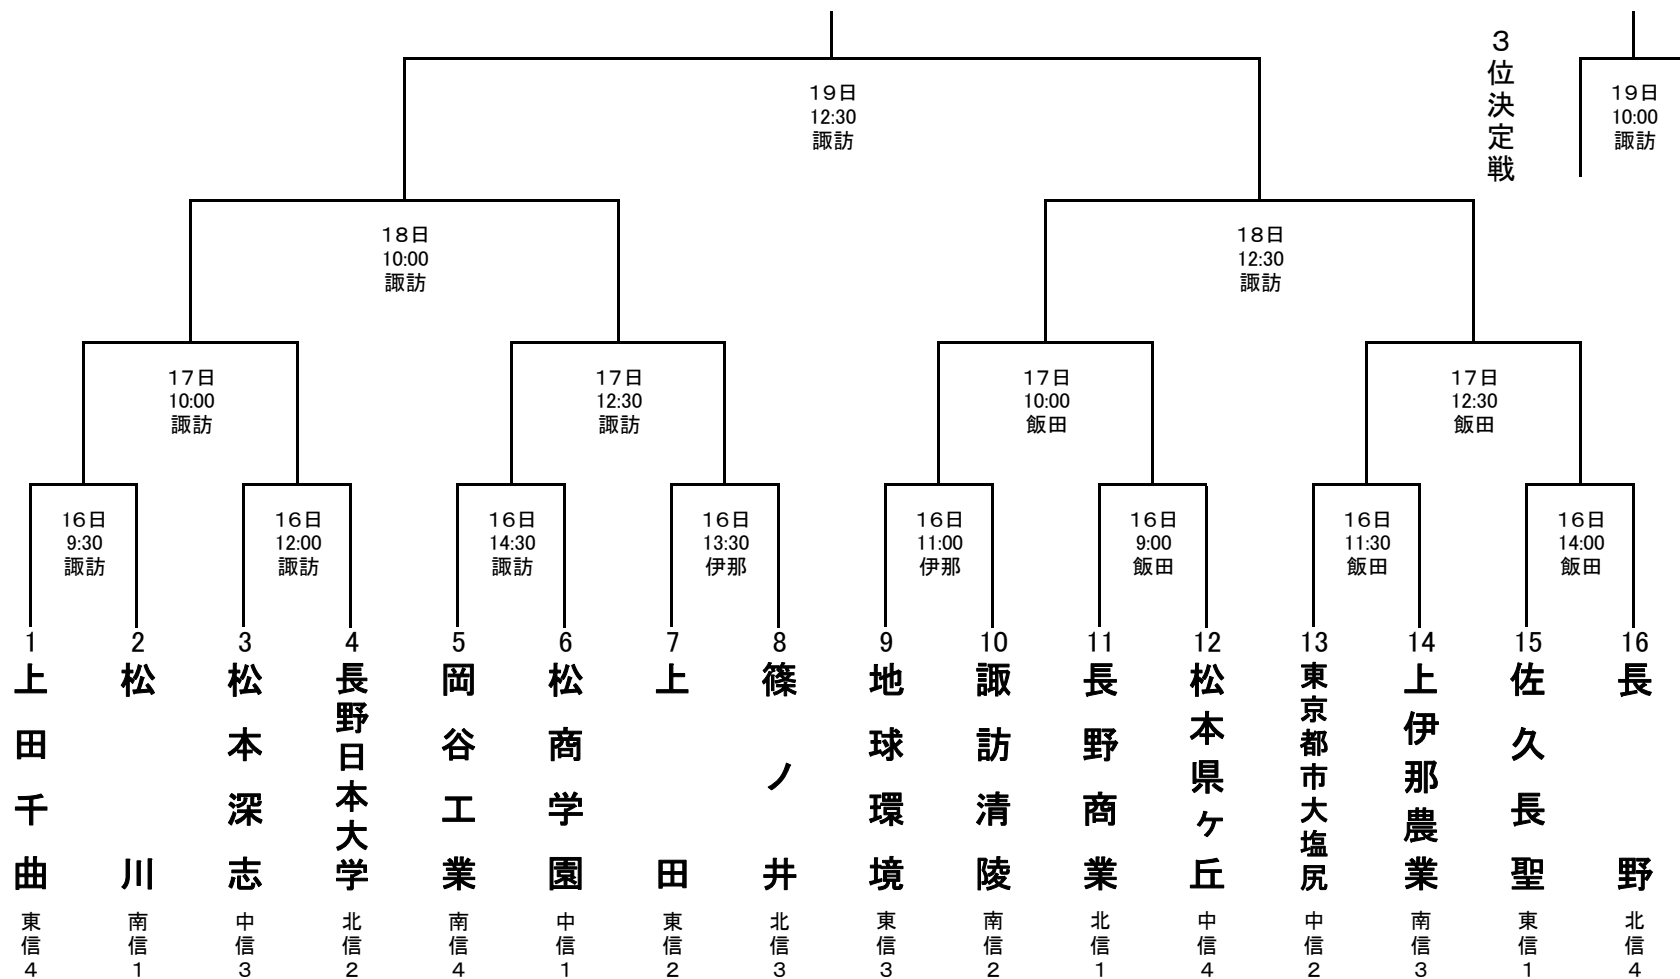 19日
12:30
諏訪
３位決定戦
19日
10:00
諏訪
18日
10:00
諏訪
18日
12:30
諏訪
17日
10:00
諏訪
17日
12:30
諏訪
17日
10:00
飯田
17日
12:30
飯田
16日
9:30
諏訪
16日
12:00
諏訪
16日
14:30
諏訪
16日
13:30
伊那
16日
11:00
伊那
16日
9:00
飯田
16日
11:30
飯田
16日
14:00
飯田
1
上田千曲
東信４
2
松川
南信１
3
松本深志
中信３
4
長野日本大学
北信２
5
岡谷工業
南信４
6
松商学園
中信１
7
上田
東信２
8
篠ノ井
北信３
9
地球環境
東信３
10
諏訪清陵
南信２
11
長野商業
北信１
12
松本県ケ丘
中信４
13
東京都市大塩尻
中信２
14
上伊那農業
南信３
15
佐久長聖
東信１
16
長野
北信４